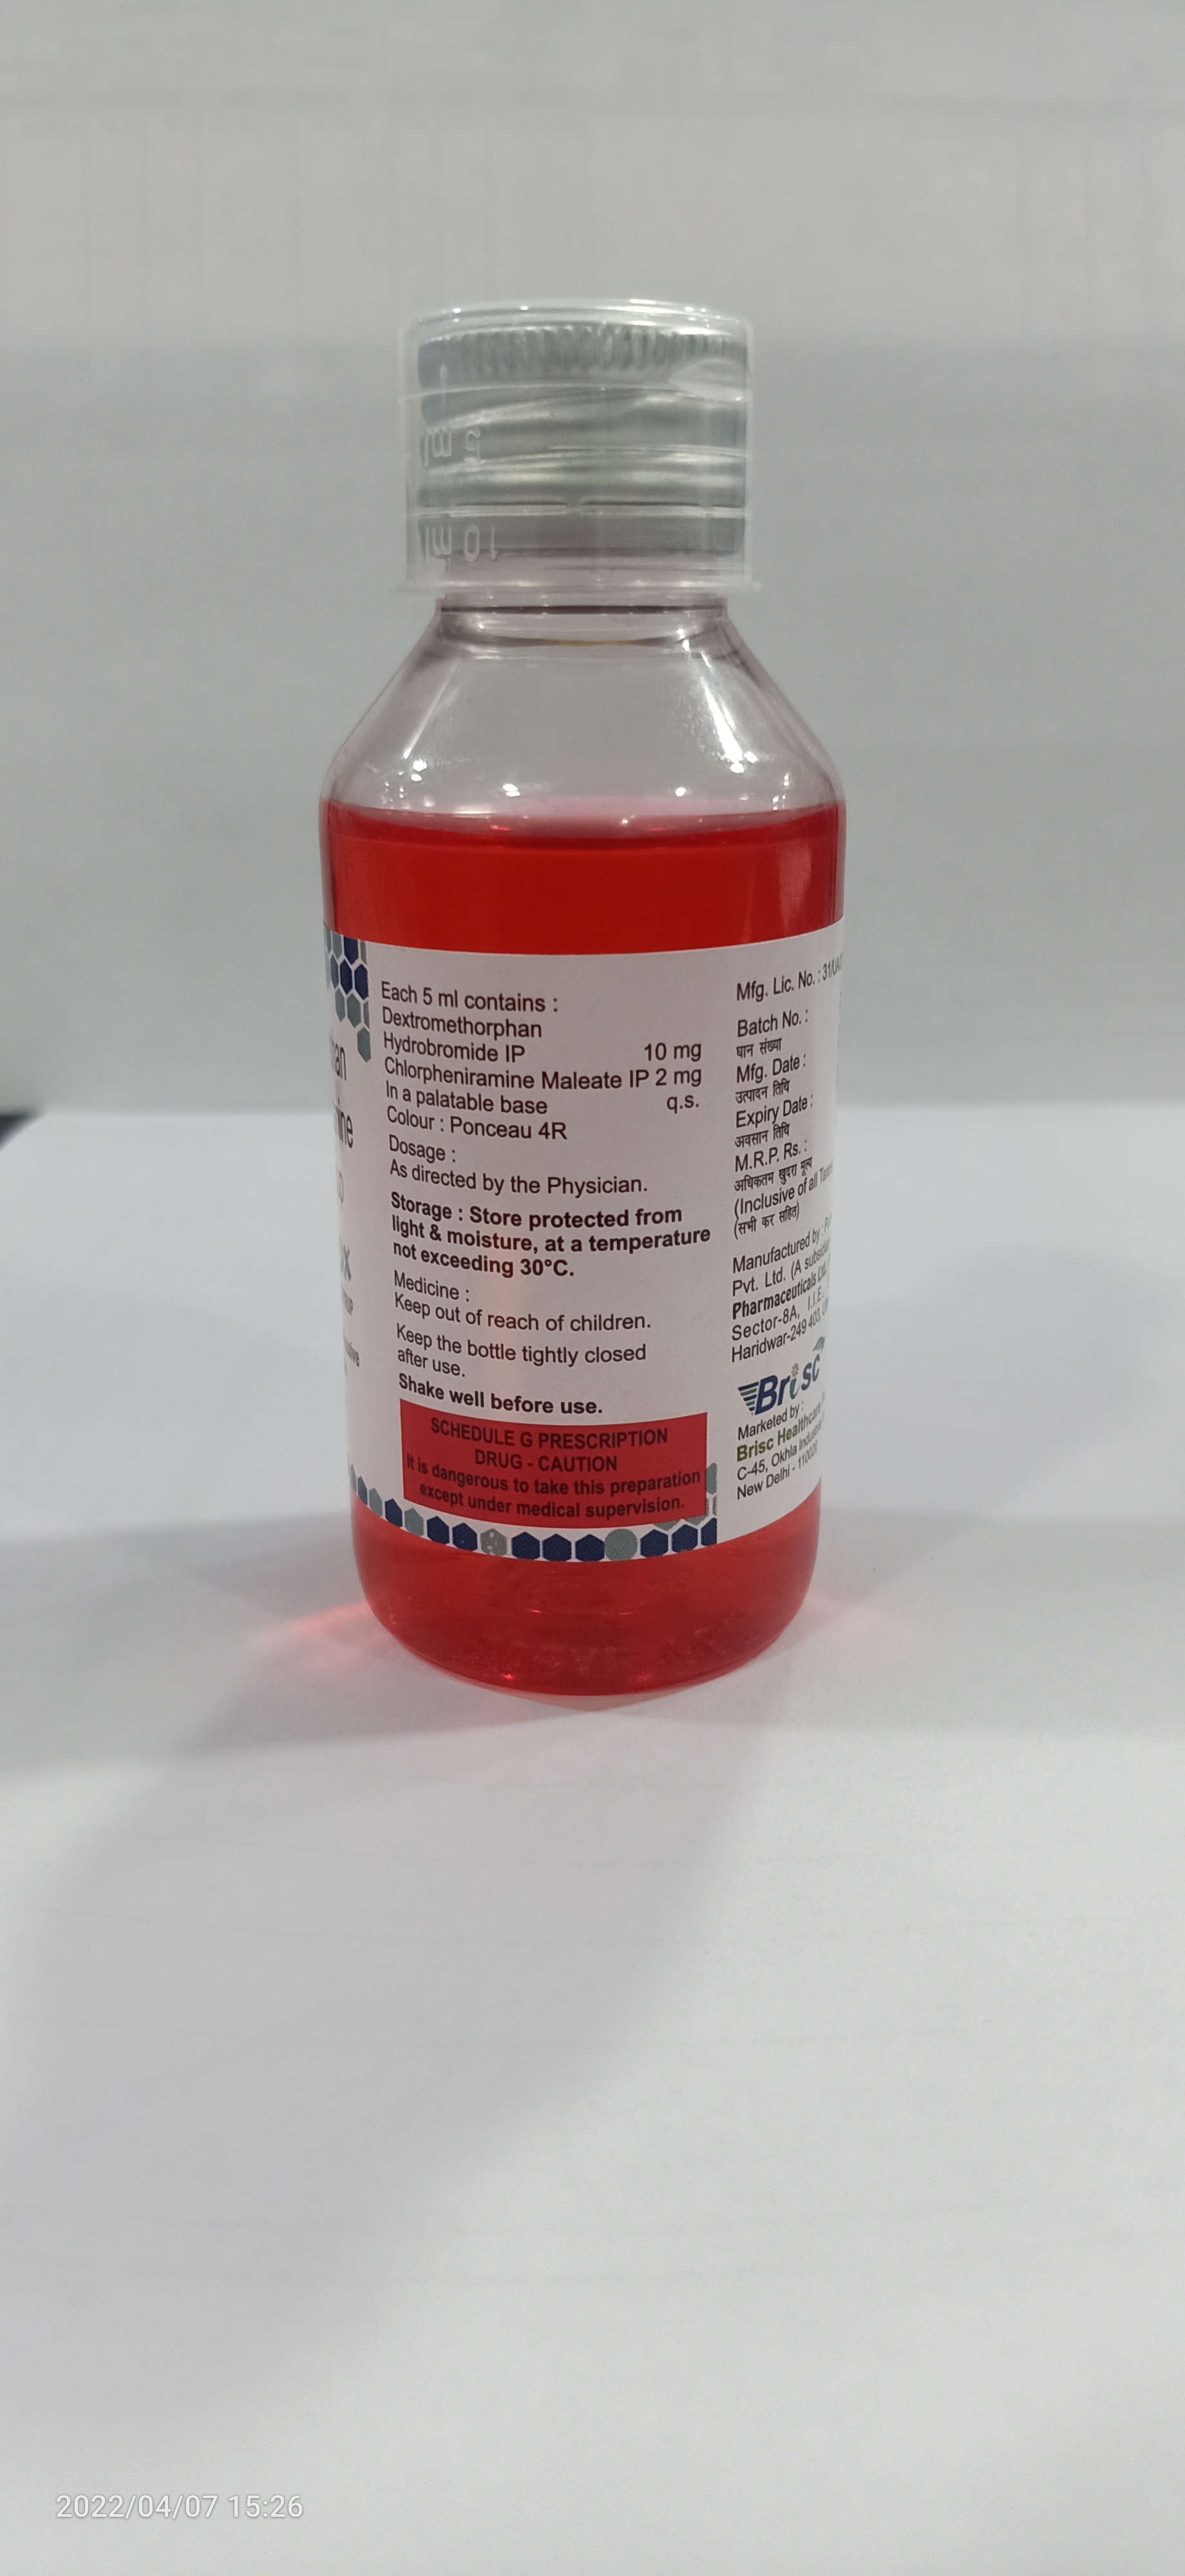 5 ml
10 ml
Each 5 ml contains :
Dextromethorphan
Hydrobromide IP 10 mg
Chlorpheniramine Maleate IP 2 mg
In a palatable base q.s.
Colour : Ponceau 4R
Dosage :
As directed by the Physician.
Storage : Store protected from
light & moisture, at a temperature
not exceeding 30°C.
Medicine :
Keep out of reach of children.
Keep the bottle tightly closed
after use.
Shake well before use.
SCHEDULE G PRESCRIPTION
DRUG - CAUTION
It is dangerous to take this preparation
except under medical supervision.
Mfg. Lic. No. :
Batch No. :
घान संख्या
Mfg. Date :
उत्पादन तिथि
Expiry Date :
अवसान तिथि
M.R.P. Rs. :
अधिकतम खुदरा मूल्य
(Inclusive of all
(सभी कर सहित)
Manufactured by :
Pvt. Ltd. (A
Pharmaceuticals
Sector-8A, I.I.E.
Haridwar-249 403,
Brisc
Marketed by :
Brisc Healthcare
C-45, Okhla
New Delhi -
2022/04/07 15:26